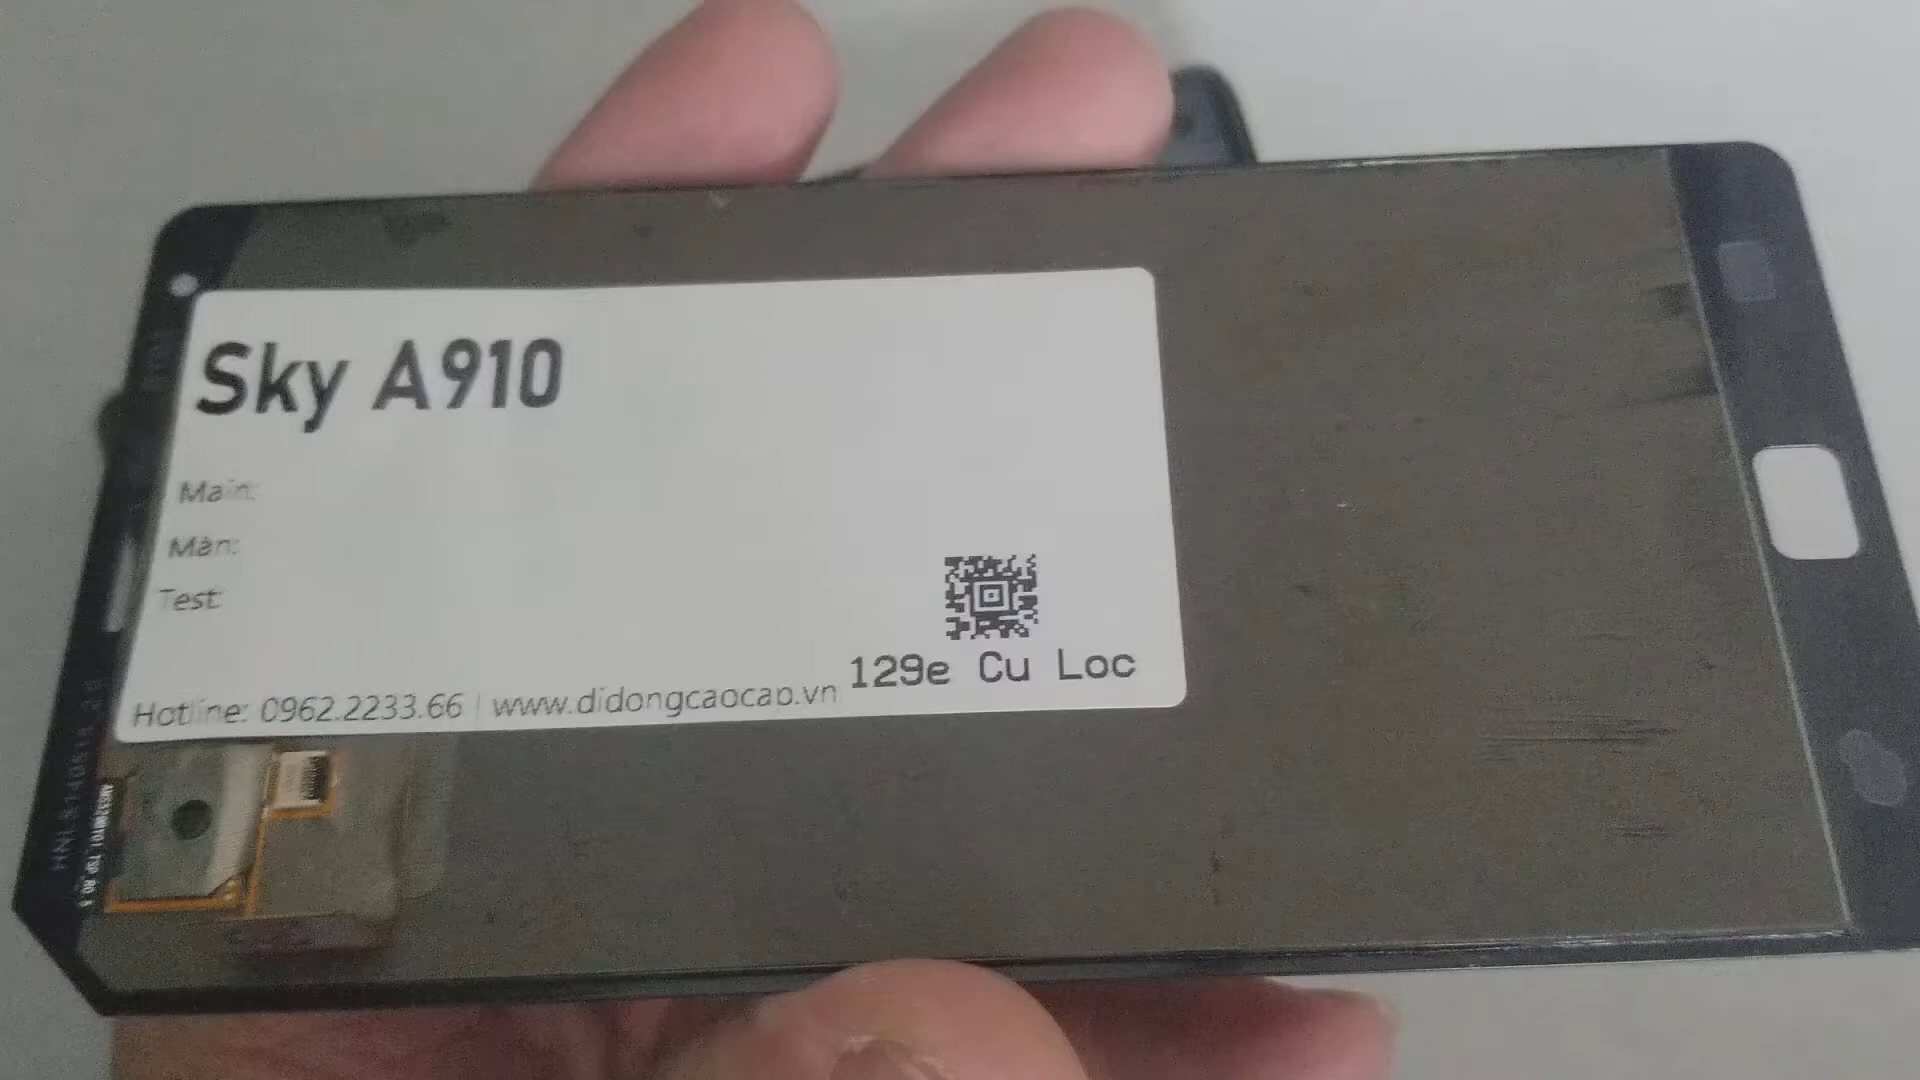 Sky A910
Main:
Màn:
Test:
129e Cu Loc
Hotline: 0962.2233.66 | www.didongcaocap.vn